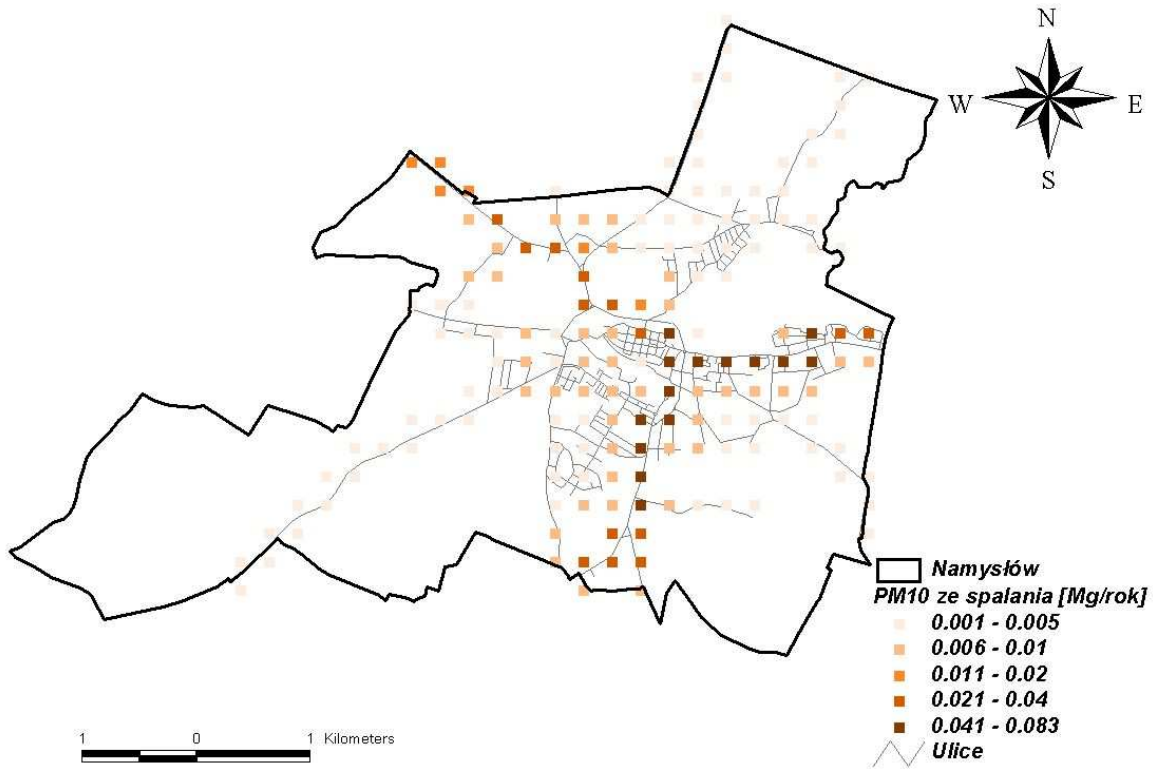 N
W E
S
Namysłów
PM10 ze spalania [Mg/rok]
0.001 - 0.005
0.006 - 0.01
0.011 - 0.02
0.021 - 0.04
0.041 - 0.083
Ulice
1 0 1 Kilometers